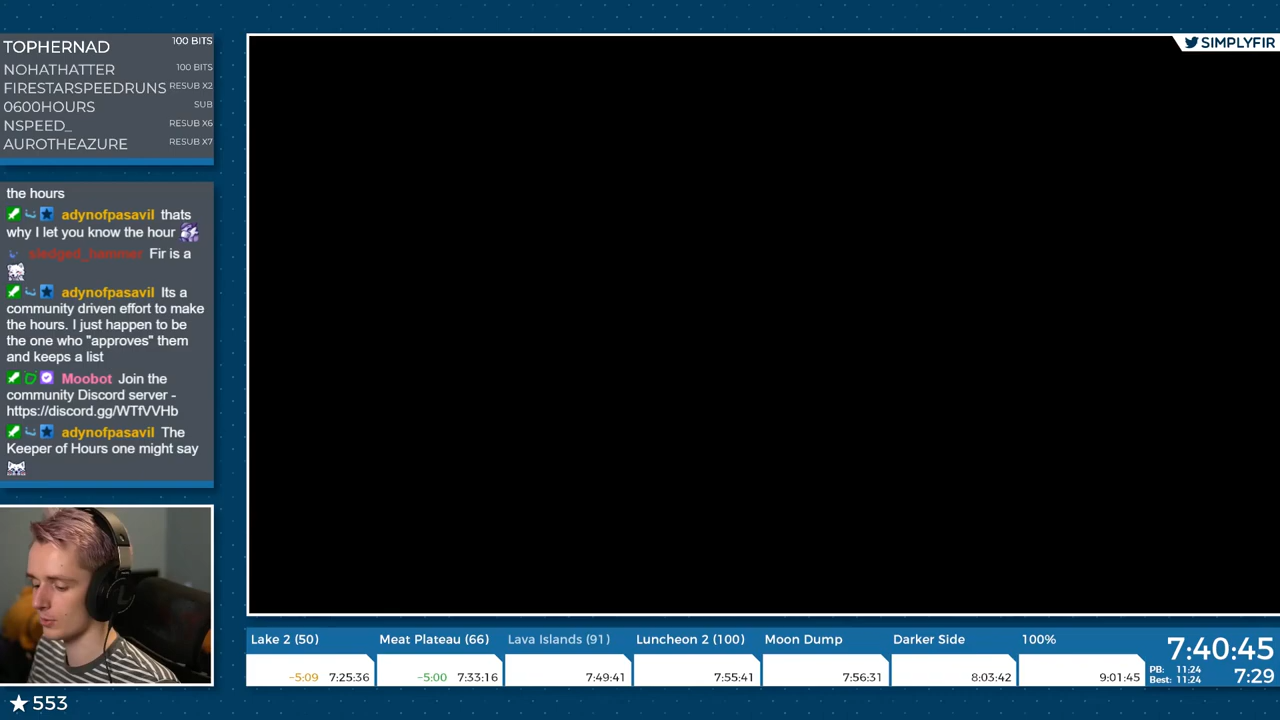 TOPHERNAD 100 BITS
NOHATHATTER 100 BITS
FIRESTARSPEEDRUNS RESUB X2
0600HOURS SUB
NSPEED_ RESUB X6
AUROTHEAZURE RESUB X7
the hours
adynofpasavil thats
why I let you know the hour
sledged_hammer Fir is a
adynofpasavil Its a
community driven effort to make
the hours. I just happen to be
the one who "approves" them
and keeps a list
Moobot Join the
community Discord server -
https://discord.gg/WTfVVHb
adynofpasavil The
Keeper of Hours one might say
SIMPLYFIR
Lake 2 (50) Meat Plateau (66) Lava Islands (91) Luncheon 2 (100) Moon Dump Darker Side 100%
-5:09 7:25:36 -5:00 7:33:16 7:49:41 7:55:41 7:56:31 8:03:42 9:01:45
7:40:45
PB: 11:24
Best: 11:24
7:29
553